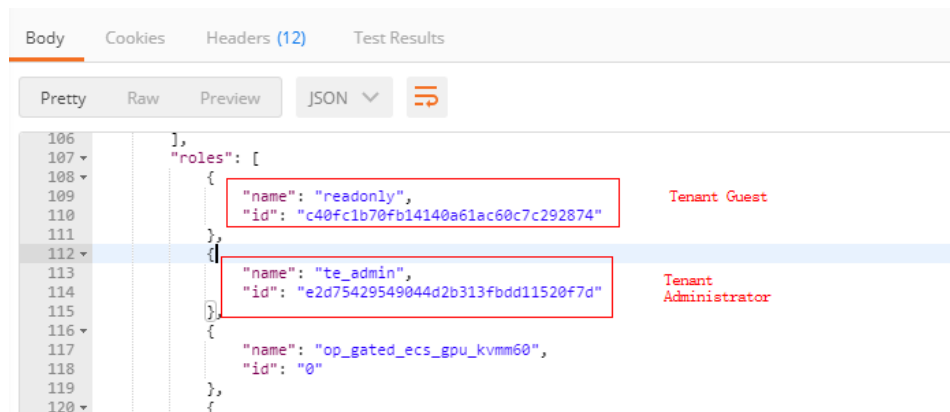 Body Cookies Headers (12) Test Results
Pretty Raw Preview JSON
106 ],
107 "roles": [
108 {
109 "name": "readonly", Tenant Guest
110 "id": "c40fc1b70fb14140a61ac60c7c292874"
111 },
112 {
113 "name": "te_admin", Tenant
114 "id": "e2d75429549044d2b313fbdd11520f7d" Administrator
115 },
116 {
117 "name": "op_gated_ecs_gpu_kvmm60",
118 "id": "0"
119 },
120 {